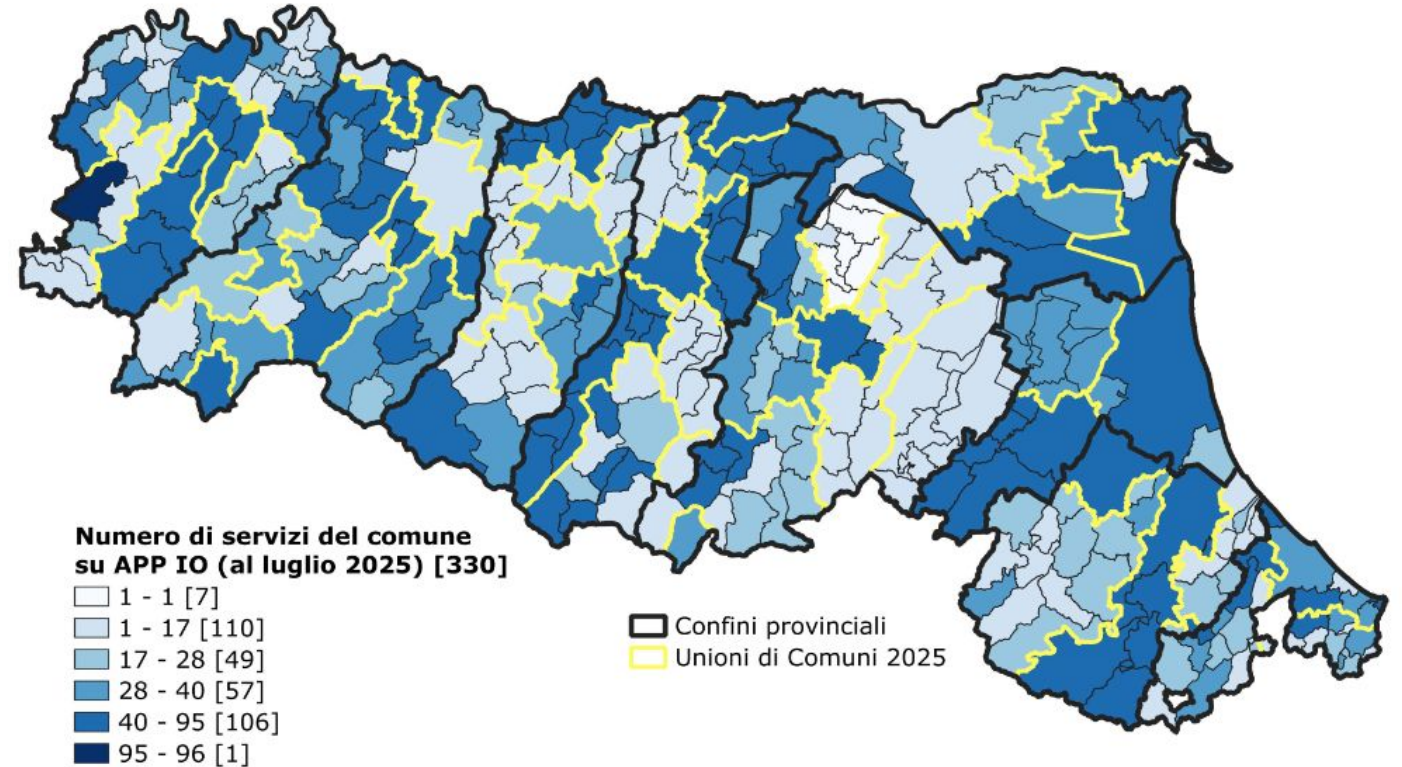 Numero di servizi del comune
su APP IO (al luglio 2025) [330]
1 - 1 [7]
1 - 17 [110]
17 - 28 [49]
28 - 40 [57]
40 - 95 [106]
95 - 96 [1]
Confini provinciali
Unioni di Comuni 2025